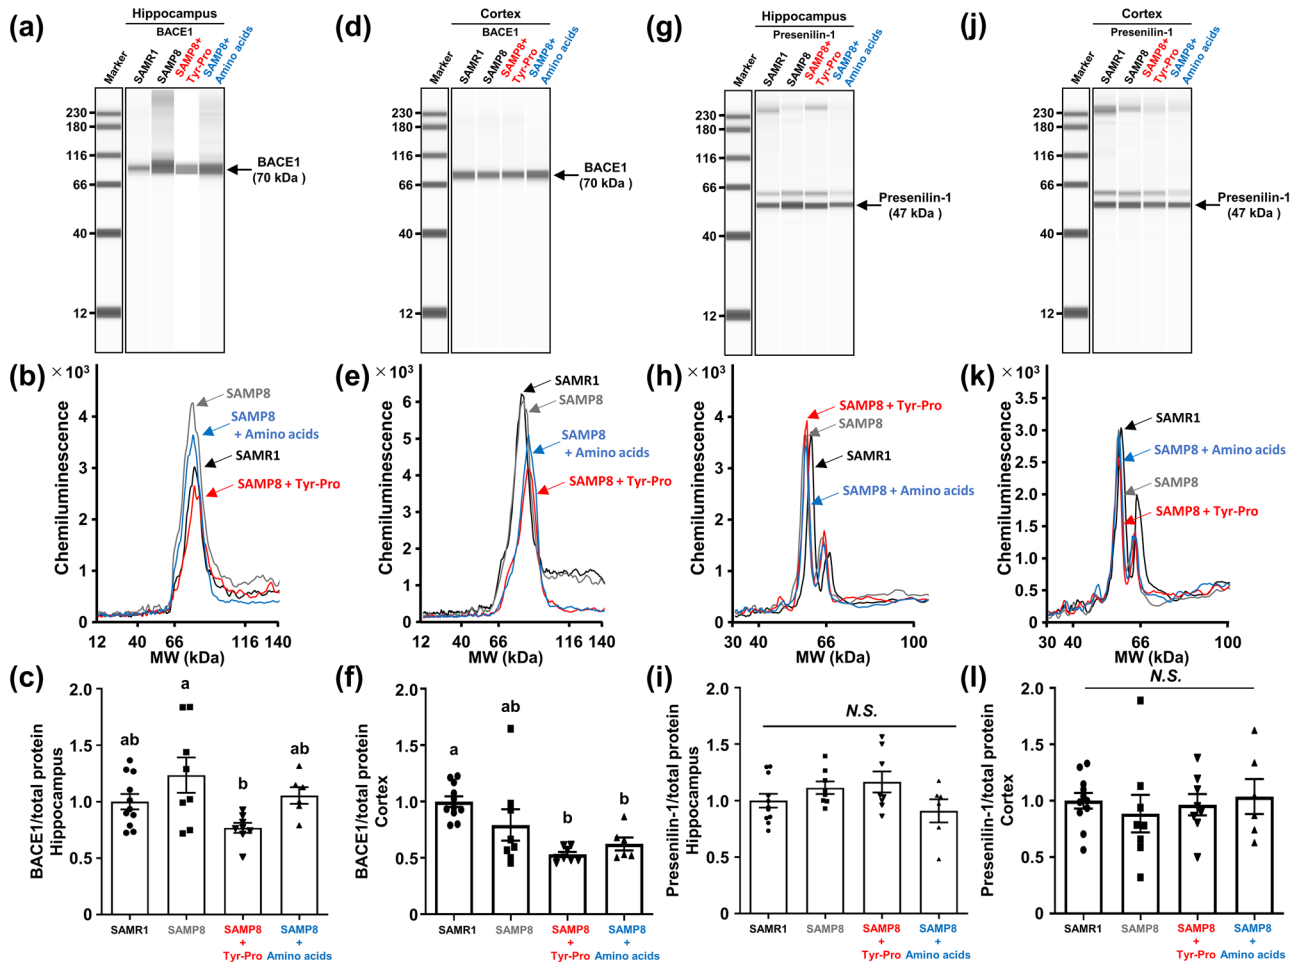 (a)
Hippocampus
BACE1
Marker
SAMR1
SAMP8
SAMP8+
Tyr-Pro
SAMP8+
Amino acids
230
180
116
66
40
12
BACE1
(70 kDa )
(d)
Cortex
BACE1
Marker
SAMR1
SAMP8
SAMP8+
Tyr-Pro
SAMP8+
Amino acids
230
180
116
66
40
12
BACE1
(70 kDa )
(g)
Hippocampus
Presenilin-1
Marker
SAMR1
SAMP8
SAMP8+
Tyr-Pro
SAMP8+
Amino acids
230
180
116
66
40
12
Presenilin-1
(47 kDa )
(j)
Cortex
Presenilin-1
Marker
SAMR1
SAMP8
SAMP8+
Tyr-Pro
SAMP8+
Amino acids
230
180
116
66
40
12
Presenilin-1
(47 kDa )
(b)
×10³
Chemiluminescence
5
4
3
2
1
0
SAMP8
SAMP8
+ Amino acids
SAMR1
SAMP8 + Tyr-Pro
12 40 66 116 140
MW (kDa)
(e)
×10³
Chemiluminescence
6
5
4
3
2
1
0
SAMR1
SAMP8
SAMP8
+ Amino acids
SAMP8 + Tyr-Pro
12 40 66 116 140
MW (kDa)
(h)
×10³
Chemiluminescence
4
3
2
1
0
SAMP8 + Tyr-Pro
SAMP8
SAMR1
SAMP8 + Amino acids
30 40 66 100
MW (kDa)
(k)
×10³
Chemiluminescence
3.5
3.0
2.5
2.0
1.5
1.0
0.5
0
SAMR1
SAMP8 + Amino acids
SAMP8
SAMP8 + Tyr-Pro
30 40 66 100
MW (kDa)
(c)
BACE1/total protein
Hippocampus
2.0
1.5
1.0
0.5
0
ab
a
b
ab
SAMR1
SAMP8
SAMP8
+
Tyr-Pro
SAMP8
+
Amino acids
(f)
BACE1/total protein
Cortex
2.0
1.5
1.0
0.5
0
a
ab
b
b
SAMR1
SAMP8
SAMP8
+
Tyr-Pro
SAMP8
+
Amino acids
(i)
Presenilin-1/total protein
Hippocampus
2.0
1.5
1.0
0.5
0
N.S.
SAMR1
SAMP8
SAMP8
+
Tyr-Pro
SAMP8
+
Amino acids
(l)
Presenilin-1/total protein
Cortex
2.0
1.5
1.0
0.5
0
N.S.
SAMR1
SAMP8
SAMP8
+
Tyr-Pro
SAMP8
+
Amino acids